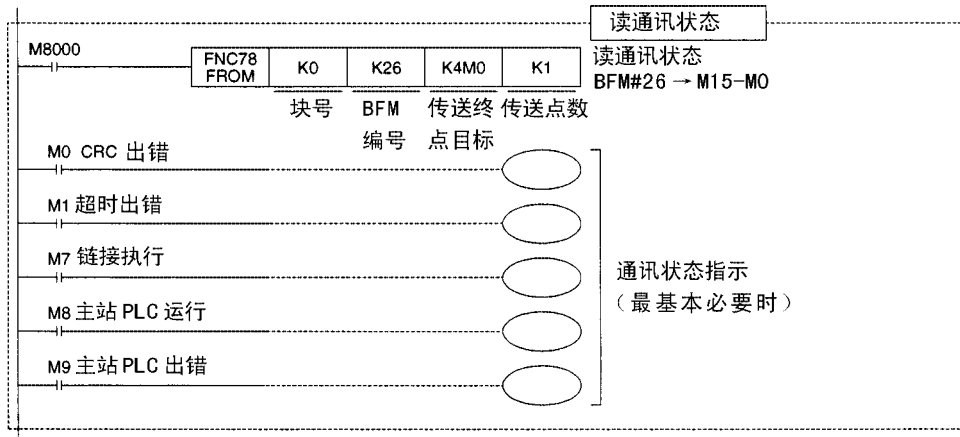 读通讯状态
M8000
FNC78 FROM K0 K26 K4M0 K1
读通讯状态
BFM#26→M15-M0
块号 BFM 编号 传送终点目标 传送点数
M0 CRC 出错
M1 超时出错
M7 链接执行
M8 主站 PLC 运行
M9 主站 PLC 出错
通讯状态指示
（最基本必要时）